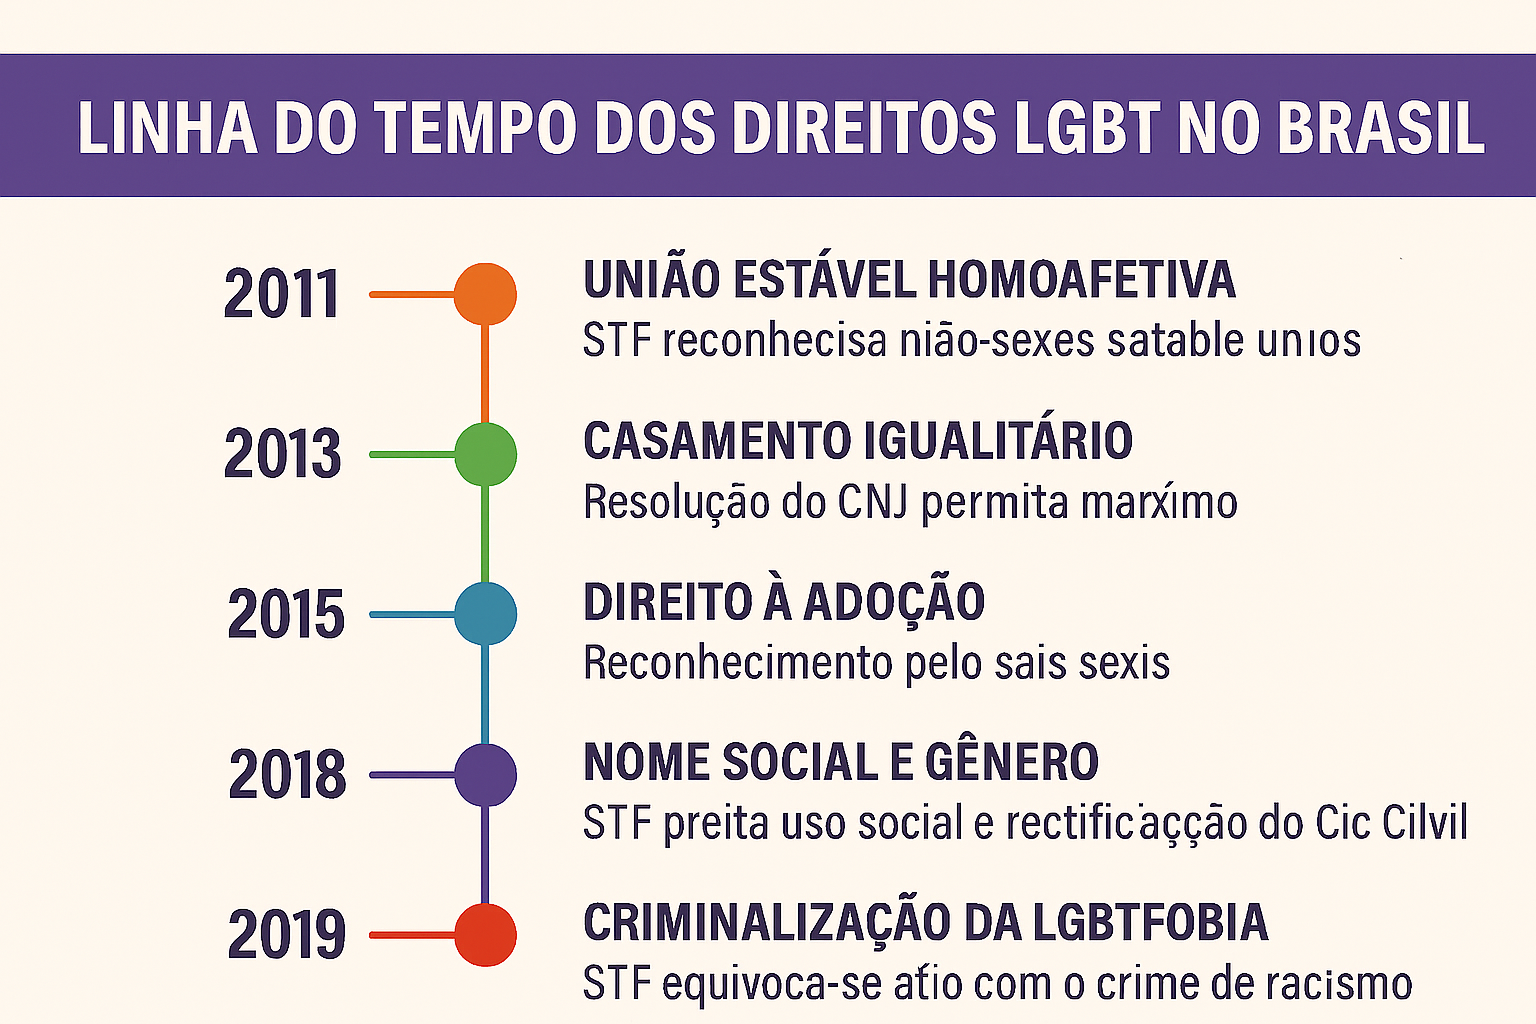 LINHA DO TEMPO DOS DIREITOS LGBT NO BRASIL
2011
UNIÃO ESTÁVEL HOMOAFETIVA
STF reconhecisa nião-sexes satable unıos
2013
CASAMENTO IGUALITÁRIO
Resolução do CNJ permita marxímo
2015
DIREITO À ADOÇÃO
Reconhecimento pelo sais sexis
2018
NOME SOCIAL E GÊNERO
STF preita uso social e rectificaçção do Cic Cilvil
2019
CRIMINALIZAÇÃO DA LGBTFOBIA
STF equivoca-se atio com o crime de racismo